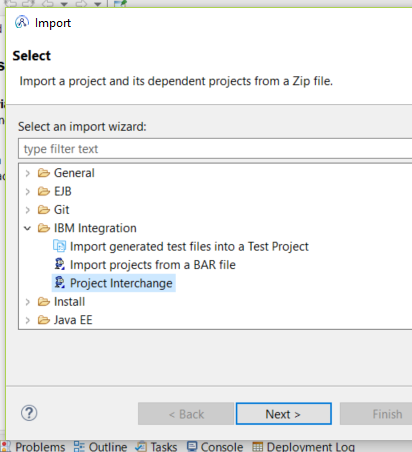 Import
Select
Import a project and its dependent projects from a Zip file.
Select an import wizard:
type filter text
General
EJB
Git
IBM Integration
Import generated test files into a Test Project
Import projects from a BAR file
Project Interchange
Install
Java EE
?
< Back
Next >
Finish
Problems
Outline
Tasks
Console
Deployment Log